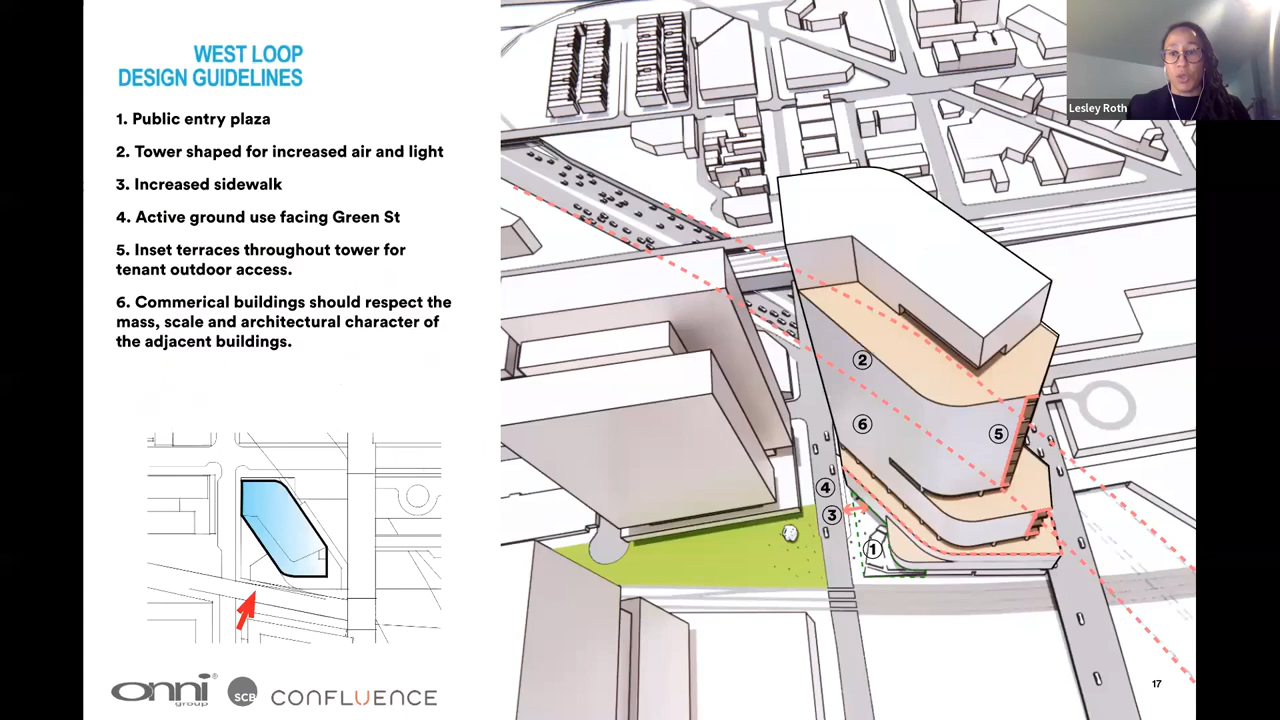 WEST LOOP
DESIGN GUIDELINES
1. Public entry plaza
2. Tower shaped for increased air and light
3. Increased sidewalk
4. Active ground use facing Green St
5. Inset terraces throughout tower for
tenant outdoor access.
6. Commerical buildings should respect the
mass, scale and architectural character of
the adjacent buildings.
Lesley Roth
2
6
5
4
3
1
onni
group
®
SCB
CONFLUENCE
17